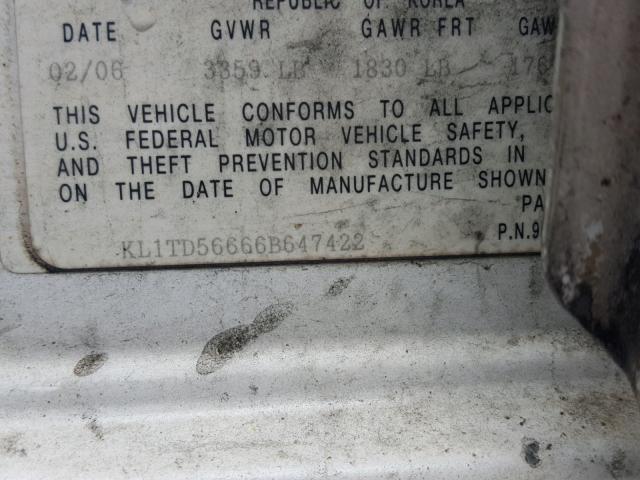 REPUBLIC OF KOREA
DATE GVWR GAWR FRT GAW
02/06 3359 LB 1830 LB 176
THIS VEHICLE CONFORMS TO ALL APPLIC
U.S. FEDERAL MOTOR VEHICLE SAFETY,
AND THEFT PREVENTION STANDARDS IN
ON THE DATE OF MANUFACTURE SHOWN
PA
KL1TD56666B647422 P.N.9